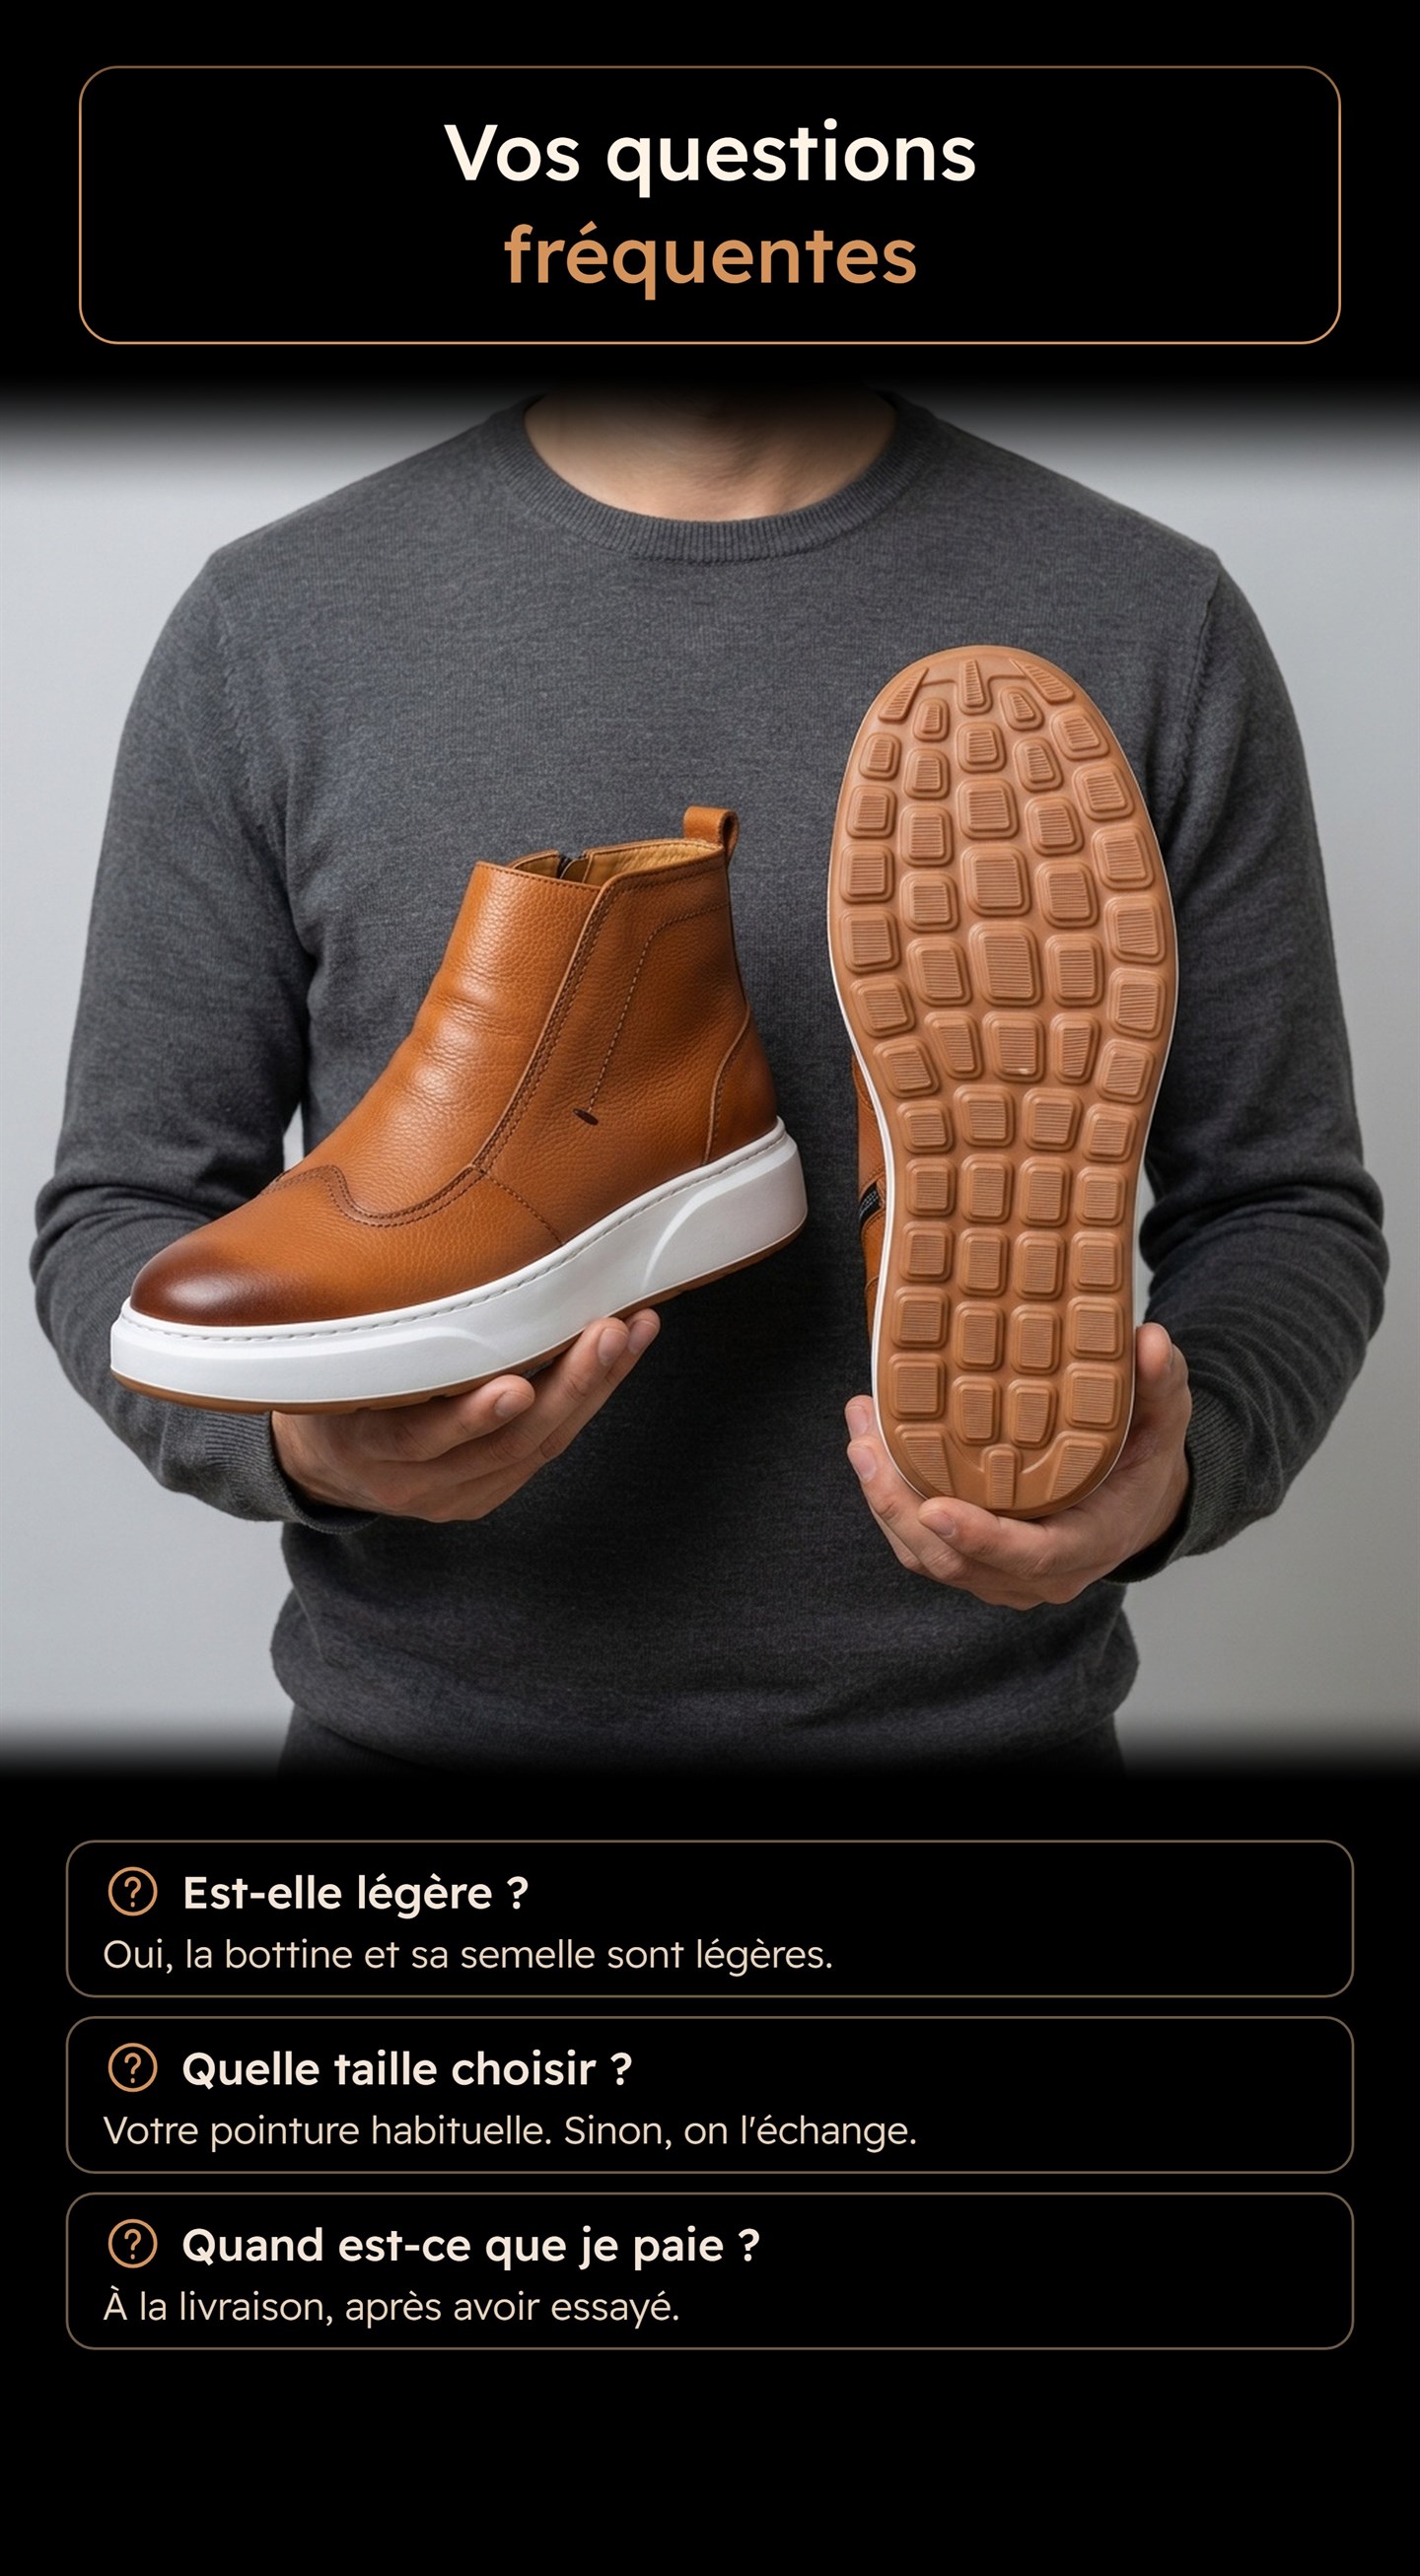 Vos questions
fréquentes
Est-elle légère ?
Oui, la bottine et sa semelle sont légères.
Quelle taille choisir ?
Votre pointure habituelle. Sinon, on l'échange.
Quand est-ce que je paie ?
À la livraison, après avoir essayé.